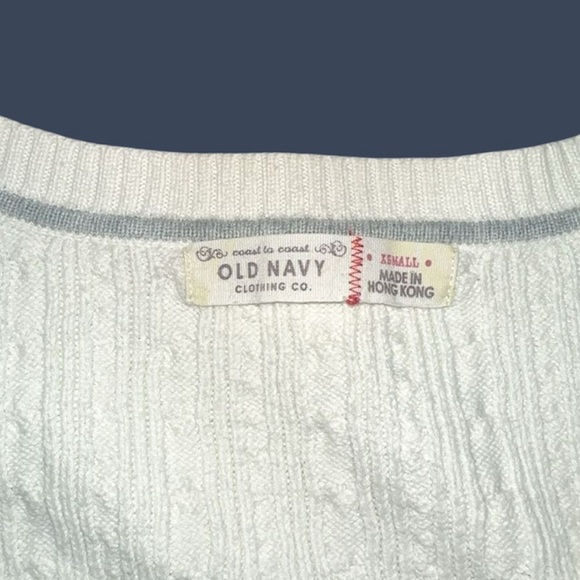 coast to coast
OLD NAVY
CLOTHING CO.
XSMALL
MADE IN
HONG KONG